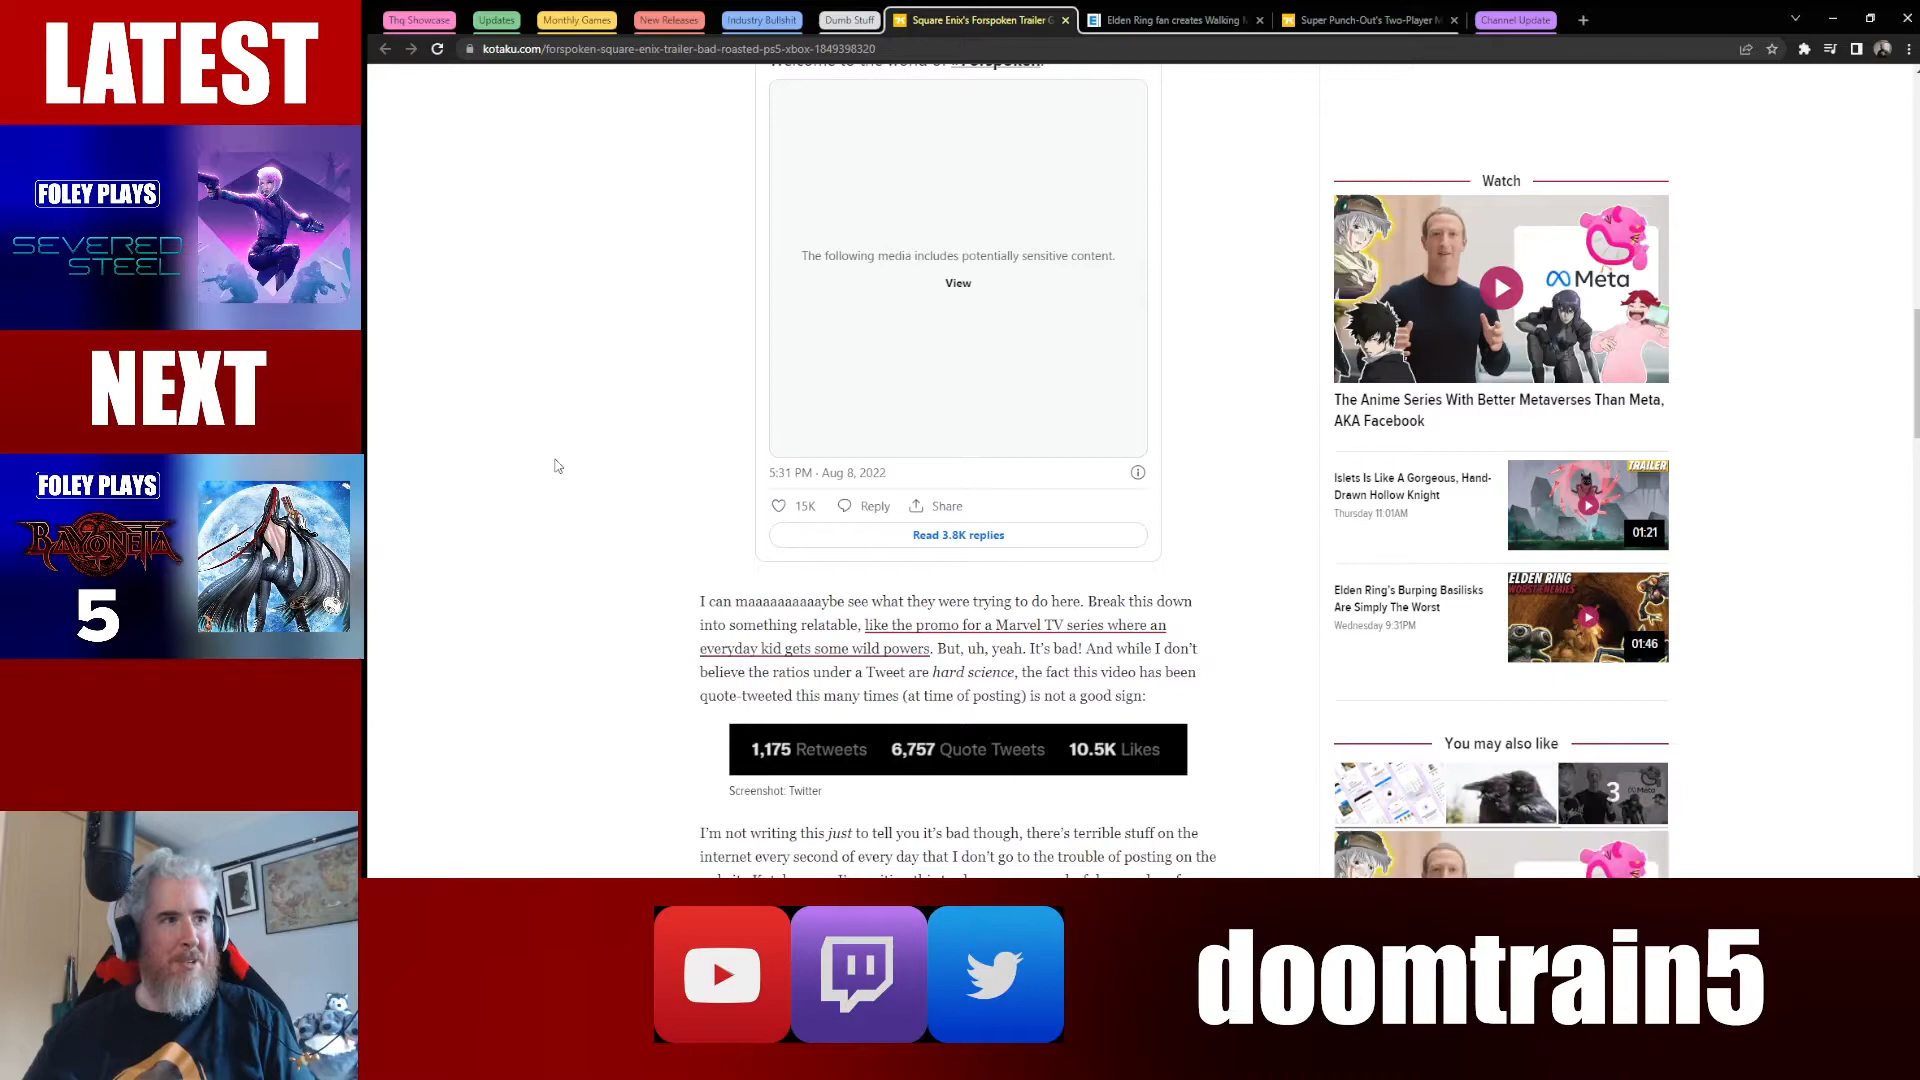 LATEST
FOLEY PLAYS
SEVERED
STEEL
NEXT
FOLEY PLAYS
BAYONETTA
5
Thq Showcase
Updates
Monthly Games
New Releases
Industry Bullshit
Dumb Stuff
Square Enix's Forspoken Trailer
Elden Ring fan creates Walking
Super Punch-Out's Two-Player M
Channel Update
kotaku.com/forspoken-square-enix-trailer-bad-roasted-ps5-xbox-1849398320
Welcome to the world of #Forspoken.
The following media includes potentially sensitive content.
View
5:31 PM · Aug 8, 2022
15K Reply Share
Read 3.8K replies
I can maaaaaaaaaaybe see what they were trying to do here. Break this down
into something relatable, like the promo for a Marvel TV series where an
everyday kid gets some wild powers. But, uh, yeah. It's bad! And while I don't
believe the ratios under a Tweet are hard science, the fact this video has been
quote-tweeted this many times (at time of posting) is not a good sign:
1,175 Retweets 6,757 Quote Tweets 10.5K Likes
Screenshot: Twitter
I'm not writing this just to tell you it's bad though, there's terrible stuff on the
internet every second of every day that I don't go to the trouble of posting on the
Watch
Meta
The Anime Series With Better Metaverses Than Meta,
AKA Facebook
Islets Is Like A Gorgeous, Hand-
Drawn Hollow Knight
Thursday 11:01AM
TRAILER
01:21
Elden Ring's Burping Basilisks
Are Simply The Worst
Wednesday 9:31PM
ELDEN RING
WORST ENEMIES
01:46
You may also like
3
Meta
doomtrain5